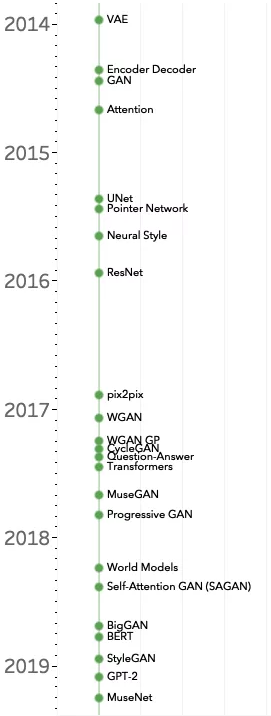 2014
VAE
Encoder Decoder
GAN
Attention
2015
UNet
Pointer Network
Neural Style
ResNet
2016
pix2pix
2017
WGAN
WGAN GP
CycleGAN
Question-Answer
Transformers
MuseGAN
Progressive GAN
2018
World Models
Self-Attention GAN (SAGAN)
BigGAN
BERT
StyleGAN
2019
GPT-2
MuseNet